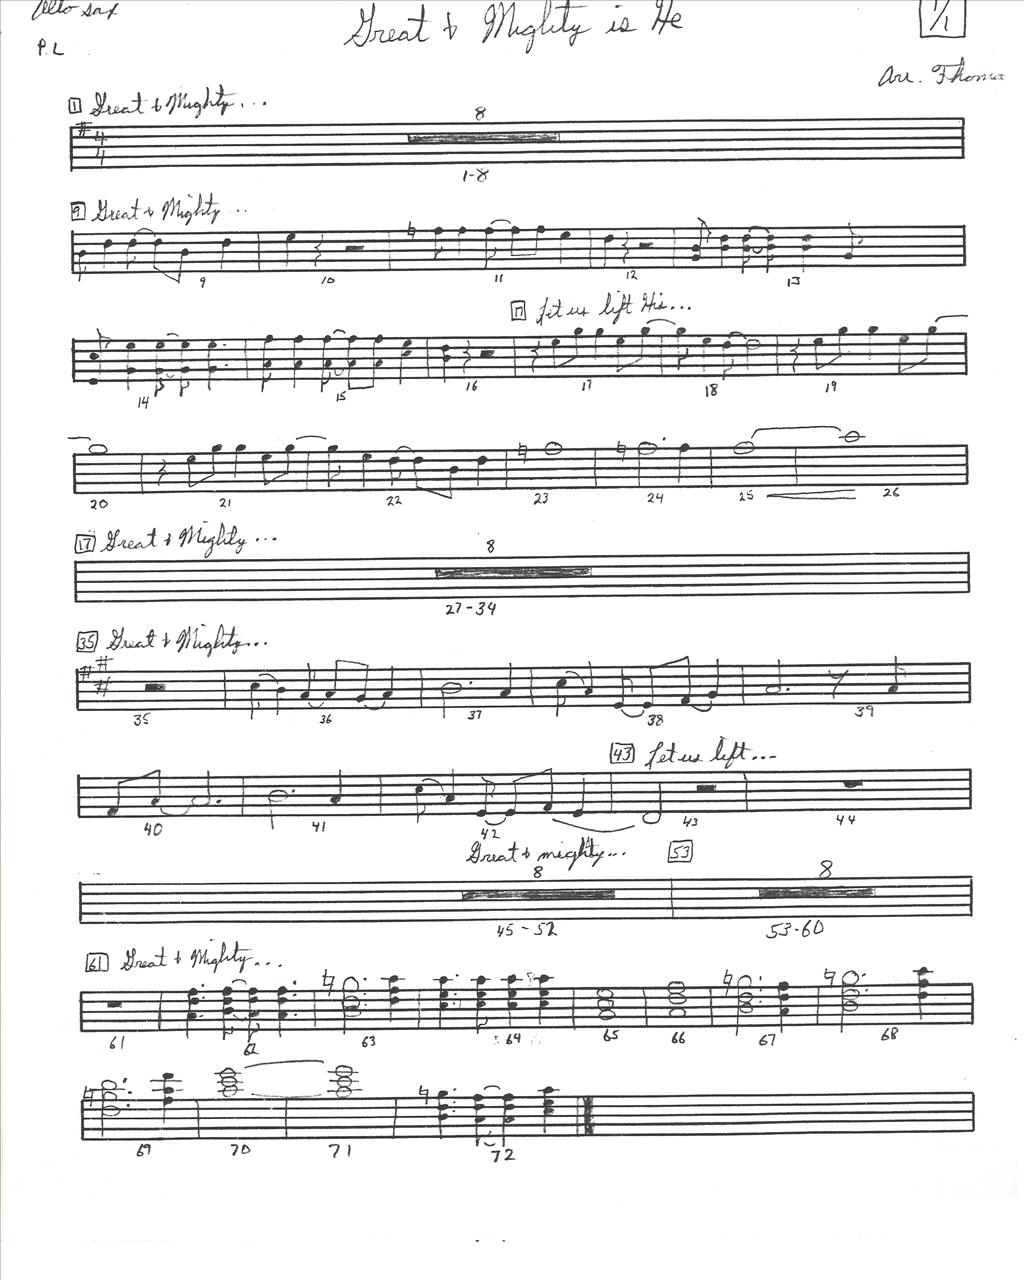 Alto sax
Great & Mighty is He
1/1
P.L
Arr. Thomas
1 Great & Mighty...
4
4
8
1-8
9 Great & Mighty...
9 10 11 12 13
17 Let us lift His...
14 15 16 17 18 19
20 21 22 23 24 25 26
17 Great & Mighty...
8
27-34
35 Great & Mighty...
35 36 37 38 39
43 Let us lift...
40 41 42 43 44
Great & mighty... 53
8 8
45-52 53-60
61 Great & Mighty...
61 62 63 64 65 66 67 68
69 70 71 72